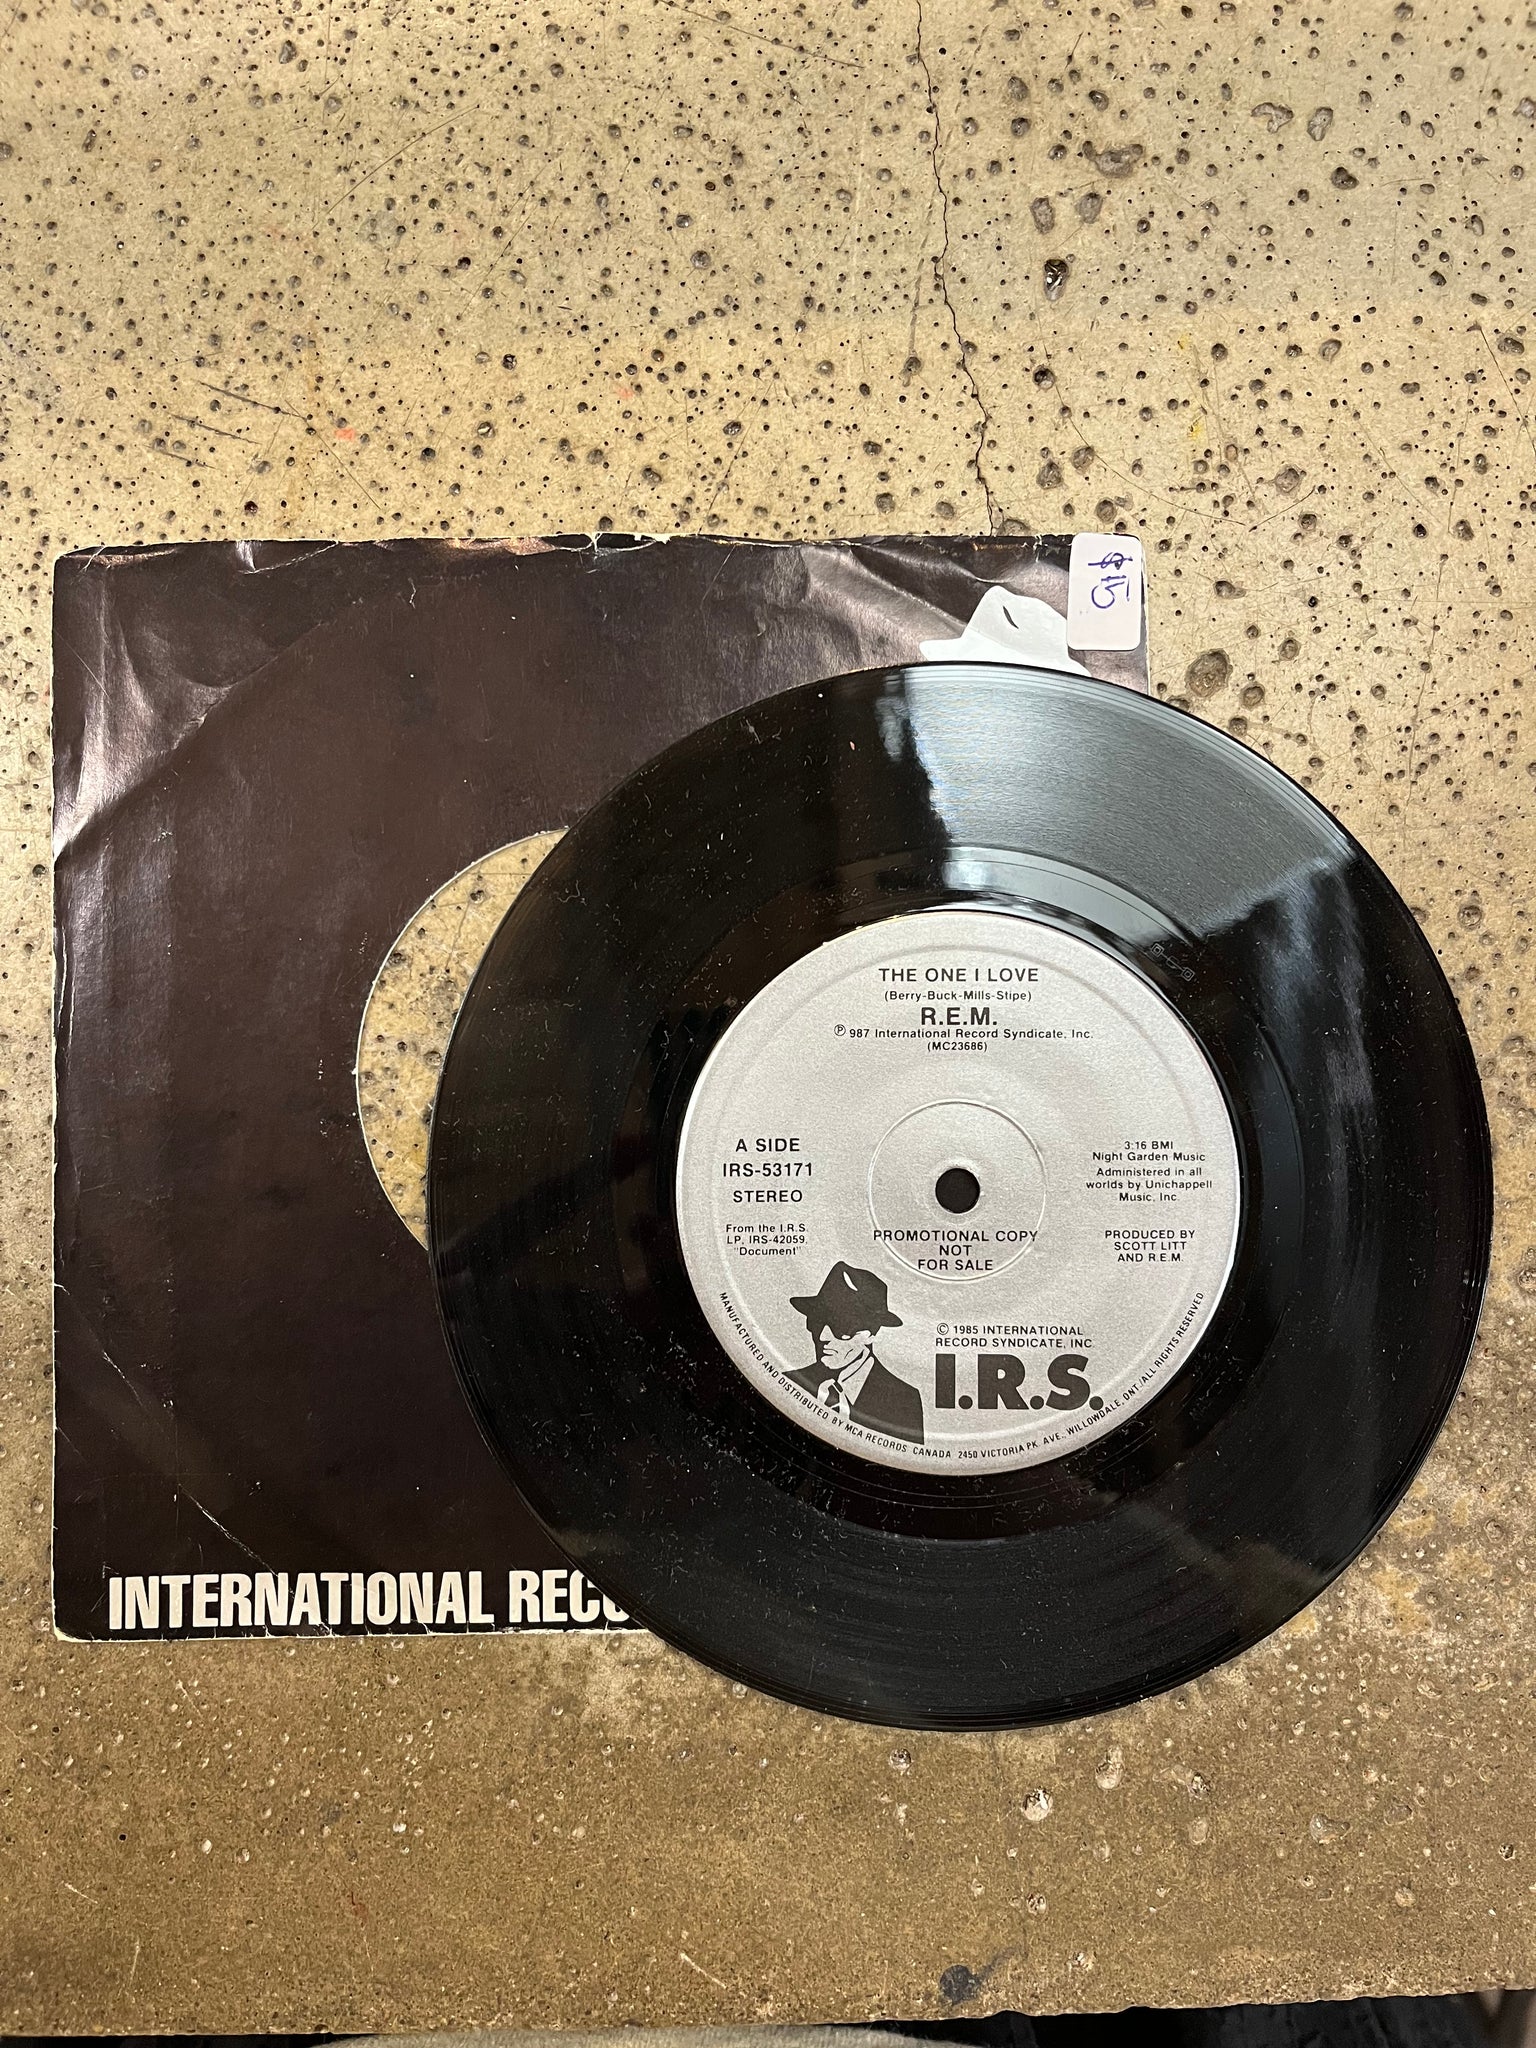 $15
THE ONE I LOVE
(Berry-Buck-Mills-Stipe)
R.E.M.
℗ 987 International Record Syndicate, Inc.
(MC23686)
A SIDE
IRS-53171
STEREO
From the I.R.S.
LP, IRS-42059,
"Document"
3:16 BMI
Night Garden Music
Administered in all
worlds by Unichappell
Music, Inc.
PROMOTIONAL COPY
NOT
FOR SALE
PRODUCED BY
SCOTT LITT
AND R.E.M.
© 1985 INTERNATIONAL
RECORD SYNDICATE, INC.
I.R.S.
MANUFACTURED AND DISTRIBUTED BY MCA RECORDS CANADA 2450 VICTORIA PK. AVE., WILLOWDALE, ONT./ALL RIGHTS RESERVED
INTERNATIONAL RECO